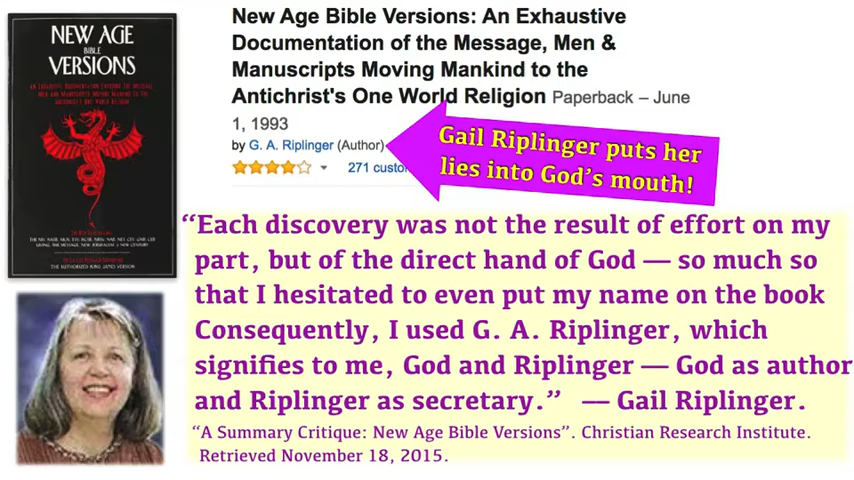 NEW AGE
BIBLE
VERSIONS
New Age Bible Versions: An Exhaustive
Documentation of the Message, Men &
Manuscripts Moving Mankind to the
Antichrist's One World Religion Paperback – June
1, 1993
by G. A. Riplinger (Author)
271 custo
Gail Riplinger puts her
lies into God's mouth!
“Each discovery was not the result of effort on my
part, but of the direct hand of God — so much so
that I hesitated to even put my name on the book
Consequently, I used G. A. Riplinger, which
signifies to me, God and Riplinger — God as author
and Riplinger as secretary.” — Gail Riplinger.
“A Summary Critique: New Age Bible Versions”. Christian Research Institute.
Retrieved November 18, 2015.